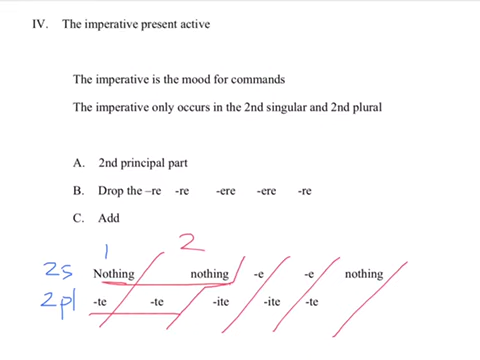 IV. The imperative present active
The imperative is the mood for commands
The imperative only occurs in the 2nd singular and 2nd plural
A. 2nd principal part
B. Drop the –re -re -ere -ere -re
C. Add
1 2
2s Nothing nothing -e -e nothing
2pl -te -te -ite -ite -te